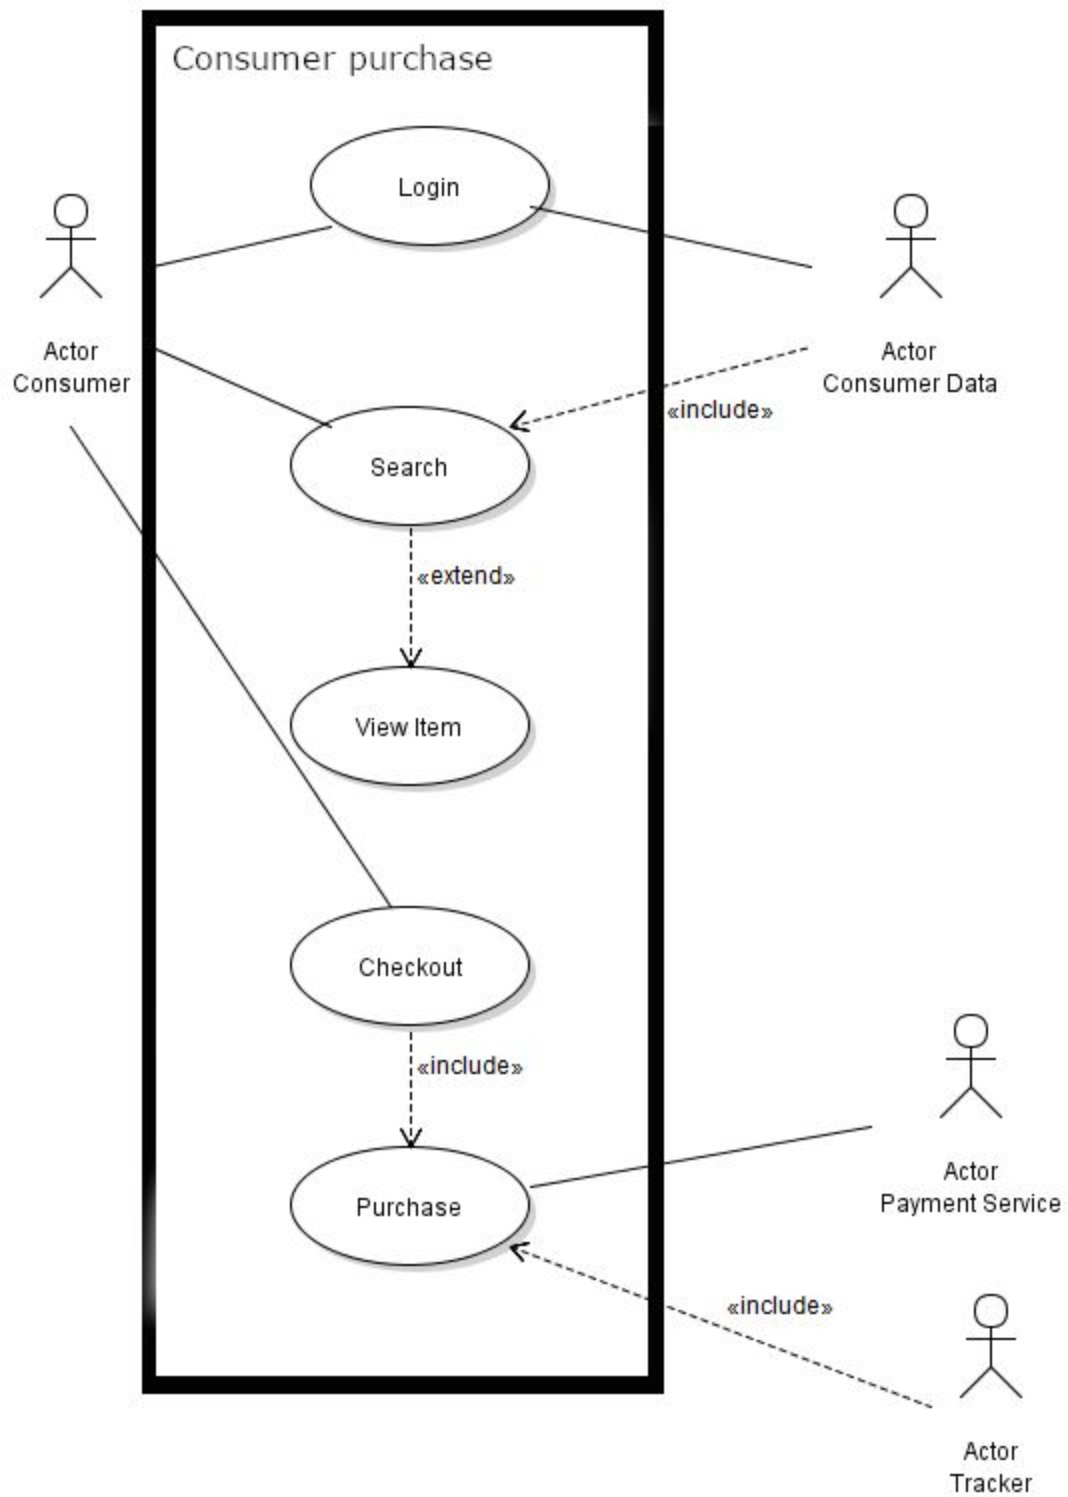 Consumer purchase
Login
Actor
Consumer
Actor
Consumer Data
«include»
Search
«extend»
View Item
Checkout
«include»
Actor
Payment Service
Purchase
«include»
Actor
Tracker